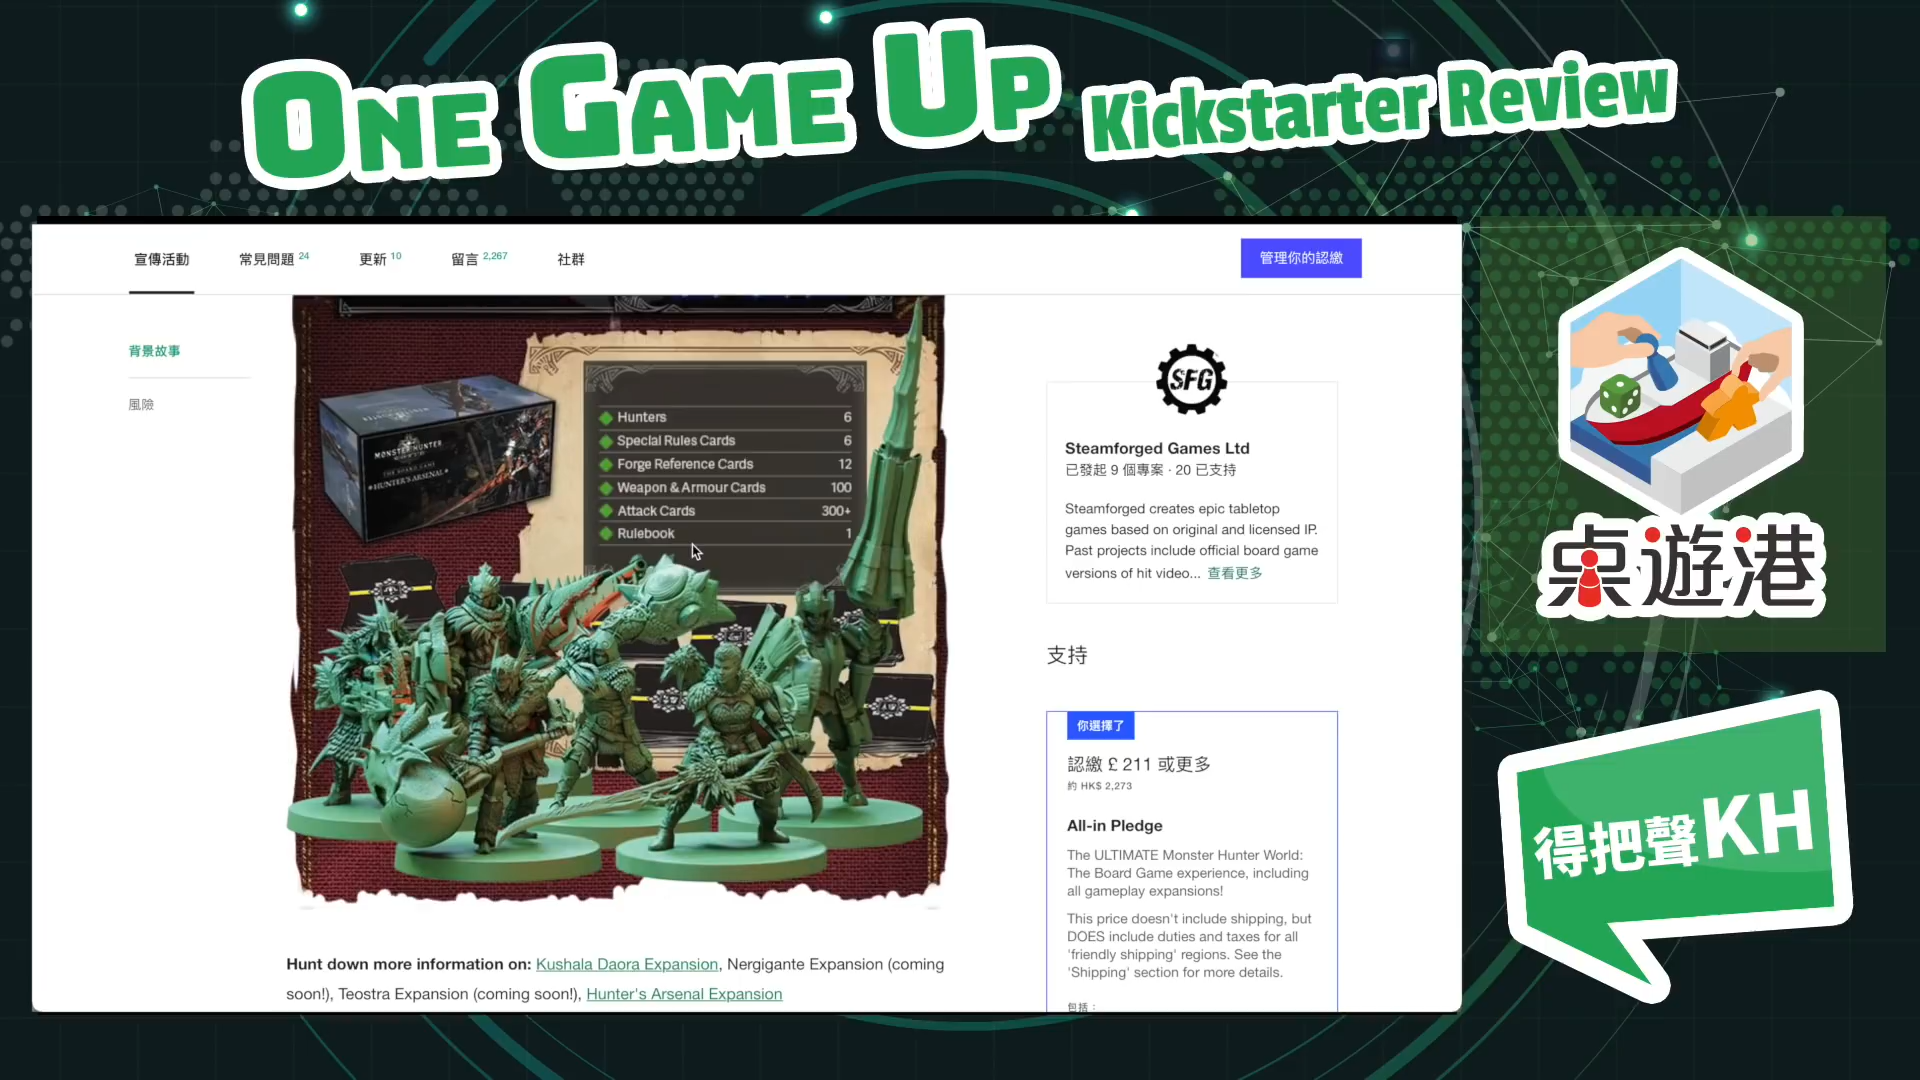 ONE GAME UP Kickstarter Review
宣傳活動
常見問題 24
更新 10
留言 2,267
社群
管理你的認繳
背景故事
風險
MONSTER HUNTER
WORLD
THE BOARD GAME
HUNTER'S ARSENAL
Hunters 6
Special Rules Cards 6
Forge Reference Cards 12
Weapon & Armour Cards 100
Attack Cards 300+
Rulebook 1
Hunt down more information on: Kushala Daora Expansion, Nergigante Expansion (coming
soon!), Teostra Expansion (coming soon!), Hunter's Arsenal Expansion
SFG
Steamforged Games Ltd
已發起 9 個專案 · 20 已支持
Steamforged creates epic tabletop
games based on original and licensed IP.
Past projects include official board game
versions of hit video... 查看更多
支持
你選擇了
認繳 £ 211 或更多
約 HK$ 2,273
All-in Pledge
The ULTIMATE Monster Hunter World:
The Board Game experience, including
all gameplay expansions!
This price doesn't include shipping, but
DOES include duties and taxes for all
'friendly shipping' regions. See the
'Shipping' section for more details.
包括：
桌遊港
得把聲KH